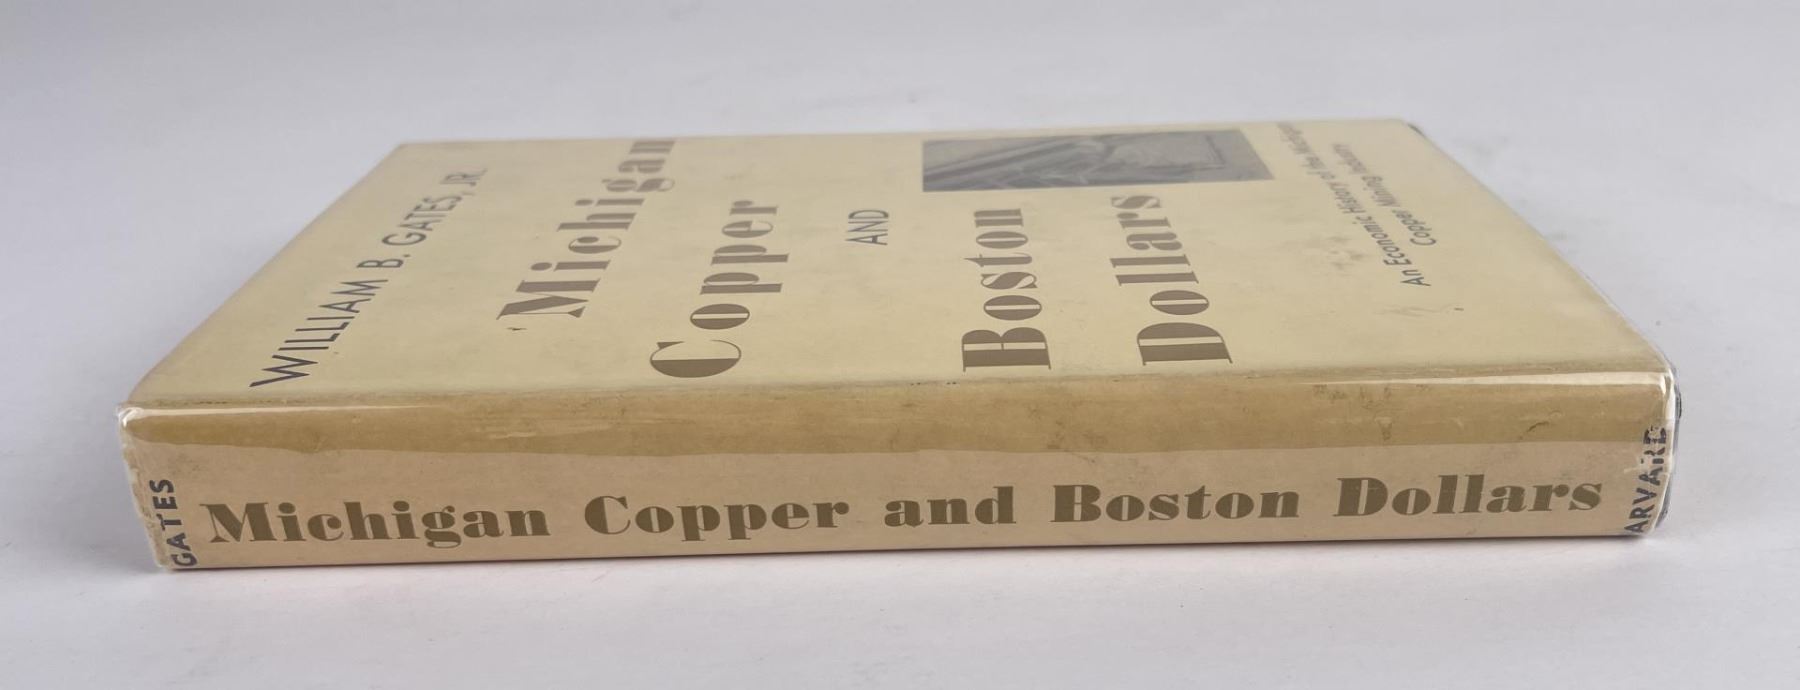 WILLIAM B. GATES, JR.
Michigan
Copper
AND
Boston
Dollars
An Economic History of the Michigan
Copper Mining Industry
GATES
Michigan Copper and Boston Dollars
ARVARD